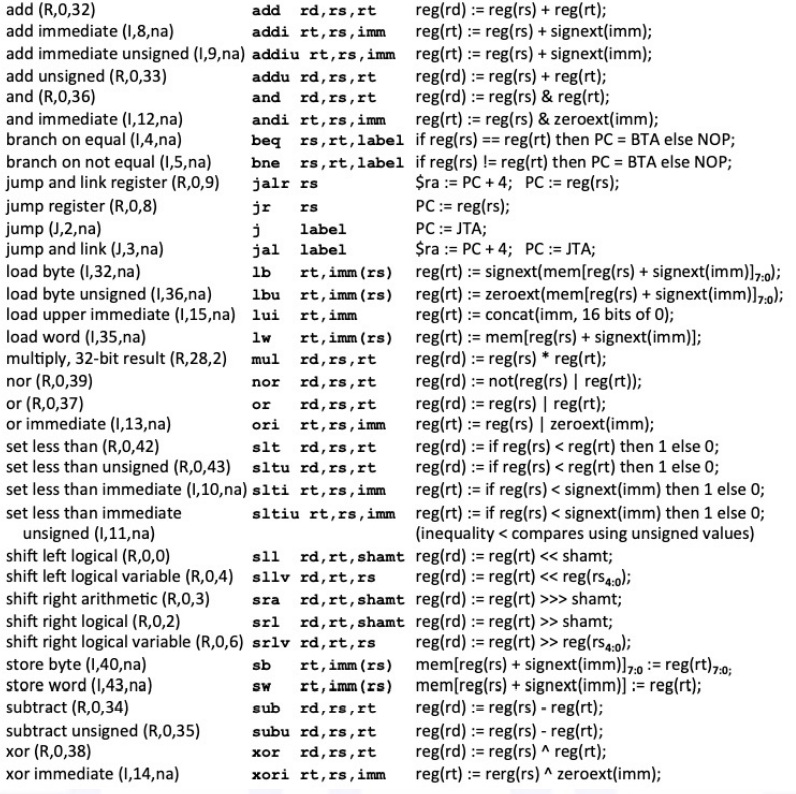 add (R,0,32) add rd,rs,rt reg(rd) := reg(rs) + reg(rt);
add immediate (I,8,na) addi rt,rs,imm reg(rt) := reg(rs) + signext(imm);
add immediate unsigned (I,9,na) addiu rt,rs,imm reg(rt) := reg(rs) + signext(imm);
add unsigned (R,0,33) addu rd,rs,rt reg(rd) := reg(rs) + reg(rt);
and (R,0,36) and rd,rs,rt reg(rd) := reg(rs) & reg(rt);
and immediate (I,12,na) andi rt,rs,imm reg(rt) := reg(rs) & zeroext(imm);
branch on equal (I,4,na) beq rs,rt,label if reg(rs) == reg(rt) then PC = BTA else NOP;
branch on not equal (I,5,na) bne rs,rt,label if reg(rs) != reg(rt) then PC = BTA else NOP;
jump and link register (R,0,9) jalr rs $ra := PC + 4; PC := reg(rs);
jump register (R,0,8) jr rs PC := reg(rs);
jump (J,2,na) j label PC := JTA;
jump and link (J,3,na) jal label $ra := PC + 4; PC := JTA;
load byte (I,32,na) lb rt,imm(rs) reg(rt) := signext(mem[reg(rs) + signext(imm)]7:0);
load byte unsigned (I,36,na) lbu rt,imm(rs) reg(rt) := zeroext(mem[reg(rs) + signext(imm)]7:0);
load upper immediate (I,15,na) lui rt,imm reg(rt) := concat(imm, 16 bits of 0);
load word (I,35,na) lw rt,imm(rs) reg(rt) := mem[reg(rs) + signext(imm)];
multiply, 32-bit result (R,28,2) mul rd,rs,rt reg(rd) := reg(rs) * reg(rt);
nor (R,0,39) nor rd,rs,rt reg(rd) := not(reg(rs) | reg(rt));
or (R,0,37) or rd,rs,rt reg(rd) := reg(rs) | reg(rt);
or immediate (I,13,na) ori rt,rs,imm reg(rt) := reg(rs) | zeroext(imm);
set less than (R,0,42) slt rd,rs,rt reg(rd) := if reg(rs) < reg(rt) then 1 else 0;
set less than unsigned (R,0,43) sltu rd,rs,rt reg(rd) := if reg(rs) < reg(rt) then 1 else 0;
set less than immediate (I,10,na) slti rt,rs,imm reg(rt) := if reg(rs) < signext(imm) then 1 else 0;
set less than immediate sltiu rt,rs,imm reg(rt) := if reg(rs) < signext(imm) then 1 else 0;
unsigned (I,11,na) (inequality < compares using unsigned values)
shift left logical (R,0,0) sll rd,rt,shamt reg(rd) := reg(rt) << shamt;
shift left logical variable (R,0,4) sllv rd,rt,rs reg(rd) := reg(rt) << reg(rs4:0);
shift right arithmetic (R,0,3) sra rd,rt,shamt reg(rd) := reg(rt) >>> shamt;
shift right logical (R,0,2) srl rd,rt,shamt reg(rd) := reg(rt) >> shamt;
shift right logical variable (R,0,6) srlv rd,rt,rs reg(rd) := reg(rt) >> reg(rs4:0);
store byte (I,40,na) sb rt,imm(rs) mem[reg(rs) + signext(imm)]7:0 := reg(rt)7:0;
store word (I,43,na) sw rt,imm(rs) mem[reg(rs) + signext(imm)] := reg(rt);
subtract (R,0,34) sub rd,rs,rt reg(rd) := reg(rs) - reg(rt);
subtract unsigned (R,0,35) subu rd,rs,rt reg(rd) := reg(rs) - reg(rt);
xor (R,0,38) xor rd,rs,rt reg(rd) := reg(rs) ^ reg(rt);
xor immediate (I,14,na) xori rt,rs,imm reg(rt) := rerg(rs) ^ zeroext(imm);